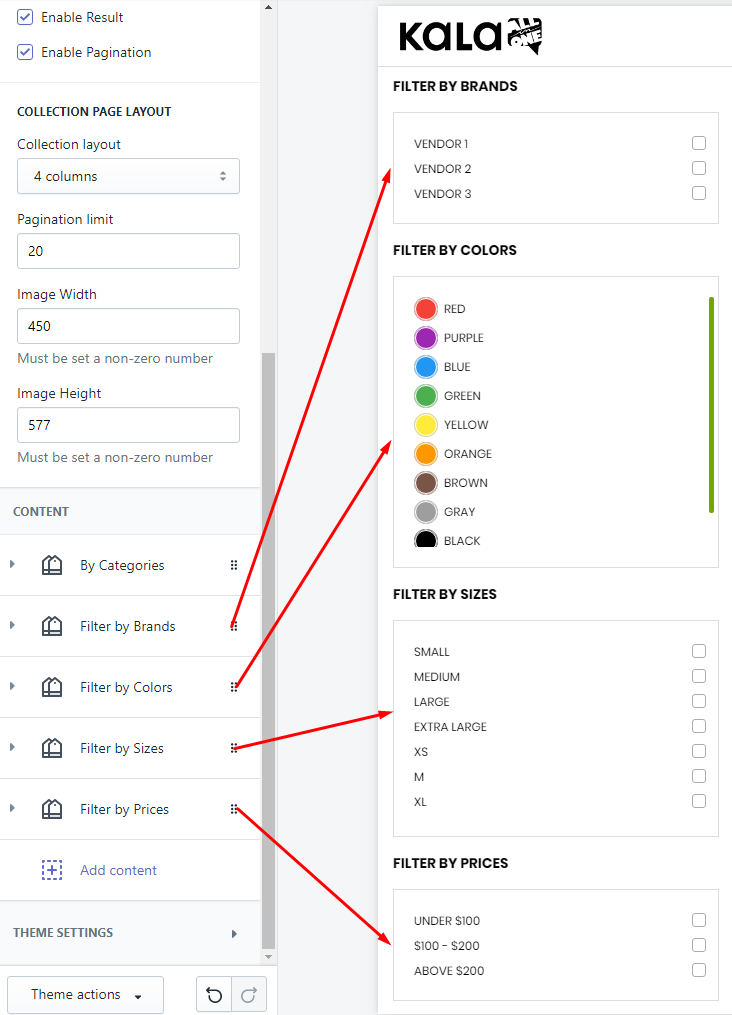 Enable Result
Enable Pagination
COLLECTION PAGE LAYOUT
Collection layout
4 columns
Pagination limit
20
Image Width
450
Must be set a non-zero number
Image Height
577
Must be set a non-zero number
CONTENT
By Categories
Filter by Brands
Filter by Colors
Filter by Sizes
Filter by Prices
Add content
THEME SETTINGS
Theme actions
KALA ALL ONE
FILTER BY BRANDS
VENDOR 1
VENDOR 2
VENDOR 3
FILTER BY COLORS
RED
PURPLE
BLUE
GREEN
YELLOW
ORANGE
BROWN
GRAY
BLACK
FILTER BY SIZES
SMALL
MEDIUM
LARGE
EXTRA LARGE
XS
M
XL
FILTER BY PRICES
UNDER $100
$100 - $200
ABOVE $200